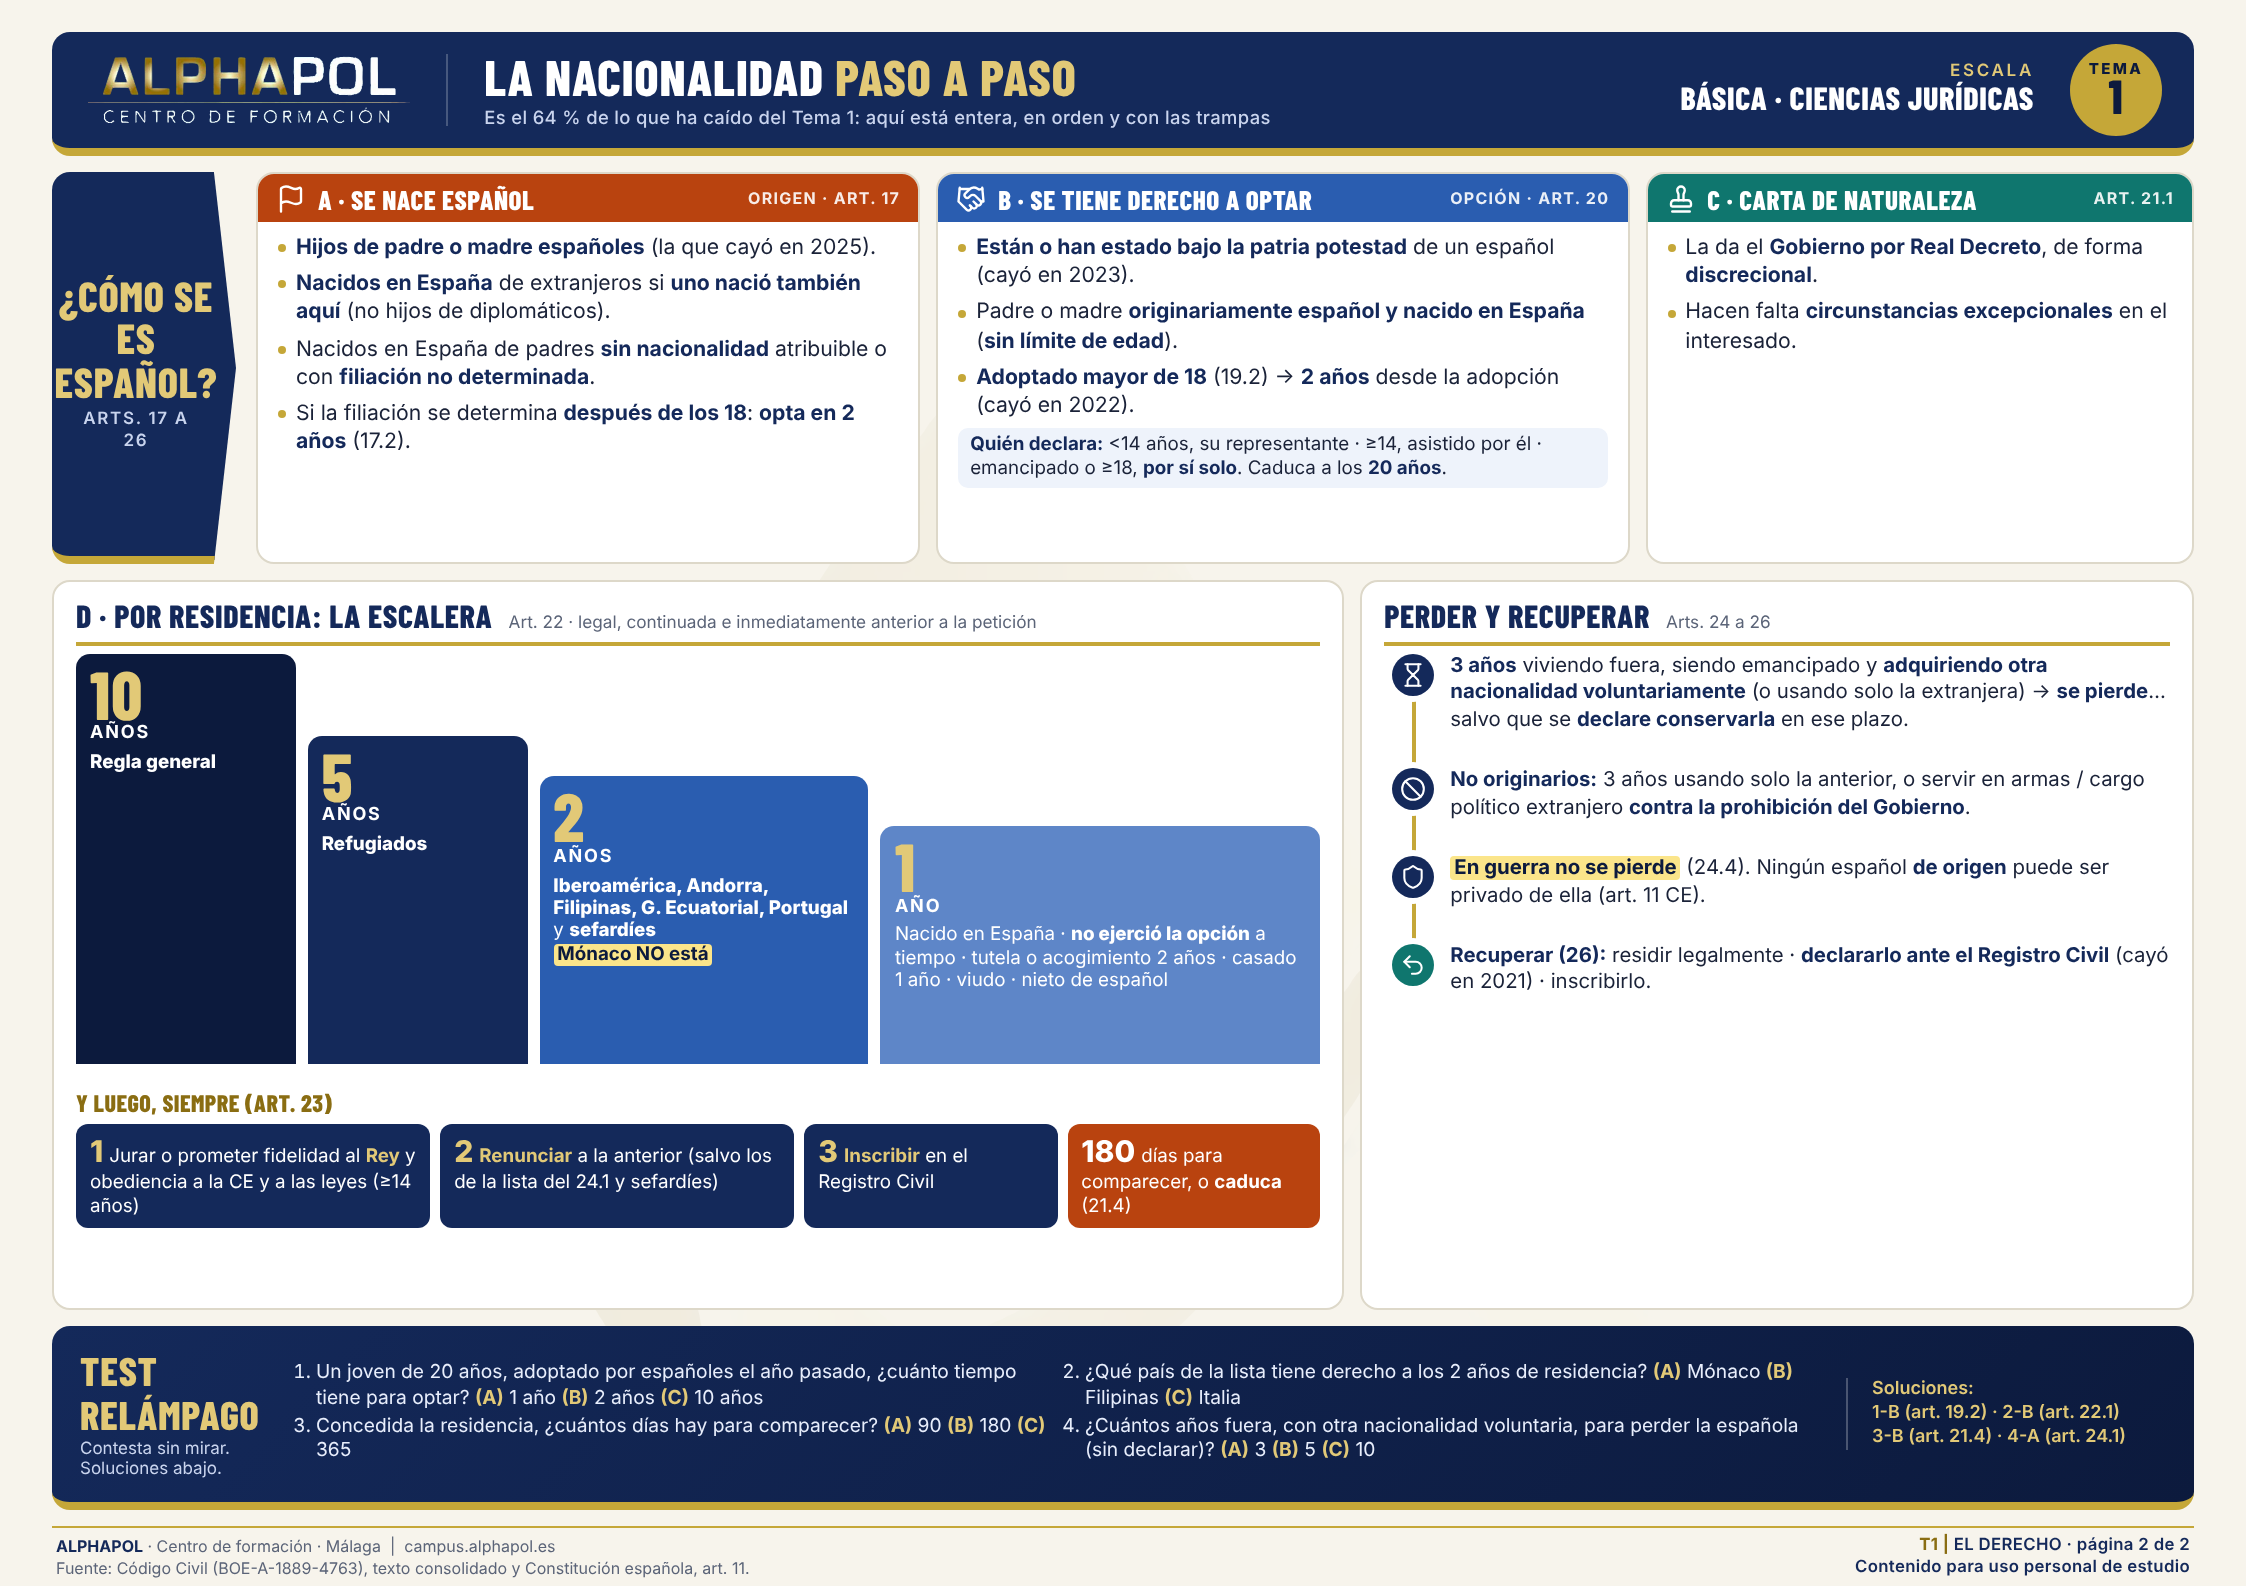 ALPHAPOL
CENTRO DE FORMACIÓN
LA NACIONALIDAD PASO A PASO
Es el 64 % de lo que ha caído del Tema 1: aquí está entera, en orden y con las trampas
ESCALA
BÁSICA · CIENCIAS JURÍDICAS
TEMA
1
¿CÓMO SE
ES
ESPAÑOL?
ARTS. 17 A
26
A · SE NACE ESPAÑOL
ORIGEN · ART. 17
Hijos de padre o madre españoles (la que cayó en 2025).
Nacidos en España de extranjeros si uno nació también
aquí (no hijos de diplomáticos).
Nacidos en España de padres sin nacionalidad atribuible o
con filiación no determinada.
Si la filiación se determina después de los 18: opta en 2
años (17.2).
B · SE TIENE DERECHO A OPTAR
OPCIÓN · ART. 20
Están o han estado bajo la patria potestad de un español
(cayó en 2023).
Padre o madre originariamente español y nacido en España
(sin límite de edad).
Adoptado mayor de 18 (19.2) → 2 años desde la adopción
(cayó en 2022).
Quién declara: <14 años, su representante · ≥14, asistido por él ·
emancipado o ≥18, por sí solo. Caduca a los 20 años.
C · CARTA DE NATURALEZA
ART. 21.1
La da el Gobierno por Real Decreto, de forma
discrecional.
Hacen falta circunstancias excepcionales en el
interesado.
D · POR RESIDENCIA: LA ESCALERA
Art. 22 · legal, continuada e inmediatamente anterior a la petición
10
AÑOS
Regla general
5
AÑOS
Refugiados
2
AÑOS
Iberoamérica, Andorra,
Filipinas, G. Ecuatorial, Portugal
y sefardíes
Mónaco NO está
1
AÑO
Nacido en España · no ejerció la opción a
tiempo · tutela o acogimiento 2 años · casado
1 año · viudo · nieto de español
Y LUEGO, SIEMPRE (ART. 23)
1 Jurar o prometer fidelidad al Rey y
obediencia a la CE y a las leyes (≥14
años)
2 Renunciar a la anterior (salvo los
de la lista del 24.1 y sefardíes)
3 Inscribir en el
Registro Civil
180 días para
comparecer, o caduca
(21.4)
PERDER Y RECUPERAR
Arts. 24 a 26
3 años viviendo fuera, siendo emancipado y adquiriendo otra
nacionalidad voluntariamente (o usando solo la extranjera) → se pierde...
salvo que se declare conservarla en ese plazo.
No originarios: 3 años usando solo la anterior, o servir en armas / cargo
político extranjero contra la prohibición del Gobierno.
En guerra no se pierde (24.4). Ningún español de origen puede ser
privado de ella (art. 11 CE).
Recuperar (26): residir legalmente · declararlo ante el Registro Civil (cayó
en 2021) · inscribirlo.
TEST
RELÁMPAGO
Contesta sin mirar.
Soluciones abajo.
1. Un joven de 20 años, adoptado por españoles el año pasado, ¿cuánto tiempo
tiene para optar? (A) 1 año (B) 2 años (C) 10 años
2. ¿Qué país de la lista tiene derecho a los 2 años de residencia? (A) Mónaco (B)
Filipinas (C) Italia
3. Concedida la residencia, ¿cuántos días hay para comparecer? (A) 90 (B) 180 (C)
365
4. ¿Cuántos años fuera, con otra nacionalidad voluntaria, para perder la española
(sin declarar)? (A) 3 (B) 5 (C) 10
Soluciones:
1-B (art. 19.2) · 2-B (art. 22.1)
3-B (art. 21.4) · 4-A (art. 24.1)
ALPHAPOL · Centro de formación · Málaga | campus.alphapol.es
Fuente: Código Civil (BOE-A-1889-4763), texto consolidado y Constitución española, art. 11.
T1 | EL DERECHO · página 2 de 2
Contenido para uso personal de estudio